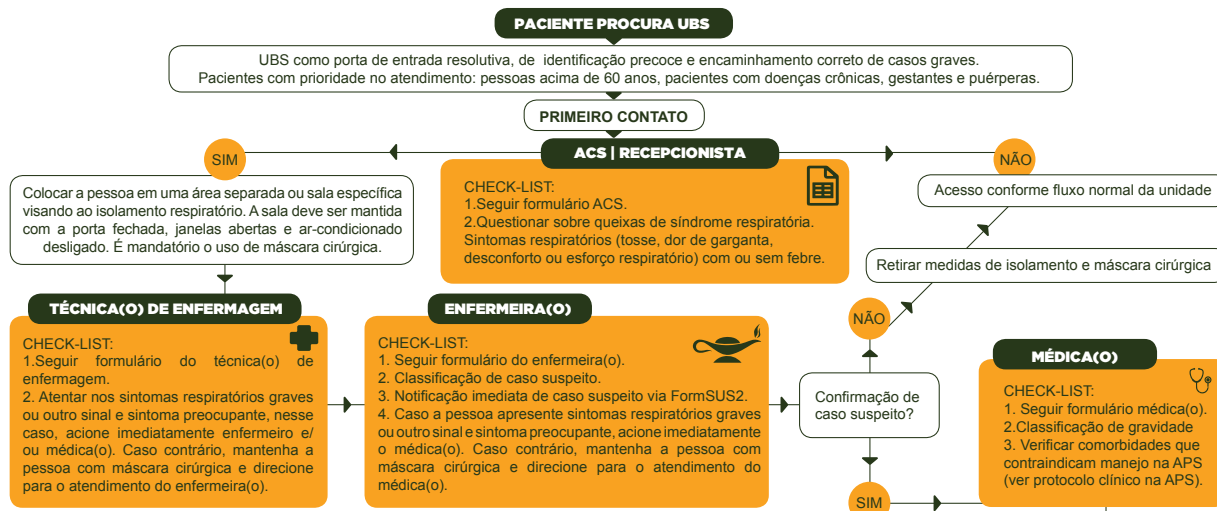 PACIENTE PROCURA UBS
UBS como porta de entrada resolutiva, de identificação precoce e encaminhamento correto de casos graves.
Pacientes com prioridade no atendimento: pessoas acima de 60 anos, pacientes com doenças crônicas, gestantes e puérperas.
PRIMEIRO CONTATO
SIM
ACS | RECEPCIONISTA
NÃO
Colocar a pessoa em uma área separada ou sala específica
visando ao isolamento respiratório. A sala deve ser mantida
com a porta fechada, janelas abertas e ar-condicionado
desligado. É mandatório o uso de máscara cirúrgica.
CHECK-LIST:
1.Seguir formulário ACS.
2.Questionar sobre queixas de síndrome respiratória.
Sintomas respiratórios (tosse, dor de garganta,
desconforto ou esforço respiratório) com ou sem febre.
Acesso conforme fluxo normal da unidade
Retirar medidas de isolamento e máscara cirúrgica
TÉCNICA(O) DE ENFERMAGEM
CHECK-LIST:
1.Seguir formulário do técnica(o) de
enfermagem.
2. Atentar nos sintomas respiratórios graves
ou outro sinal e sintoma preocupante, nesse
caso, acione imediatamente enfermeiro e/
ou médica(o). Caso contrário, mantenha a
pessoa com máscara cirúrgica e direcione
para o atendimento do enfermeira(o).
ENFERMEIRA(O)
CHECK-LIST:
1. Seguir formulário do enfermeira(o).
2. Classificação de caso suspeito.
3. Notificação imediata de caso suspeito via FormSUS2.
4. Caso a pessoa apresente sintomas respiratórios graves
ou outro sinal e sintoma preocupante, acione imediatamente
o médica(o). Caso contrário, mantenha a pessoa com
máscara cirúrgica e direcione para o atendimento do
médica(o).
NÃO
Confirmação de
caso suspeito?
SIM
MÉDICA(O)
CHECK-LIST:
1. Seguir formulário médica(o).
2.Classificação de gravidade
3. Verificar comorbidades que
contraindicam manejo na APS
(ver protocolo clínico na APS).